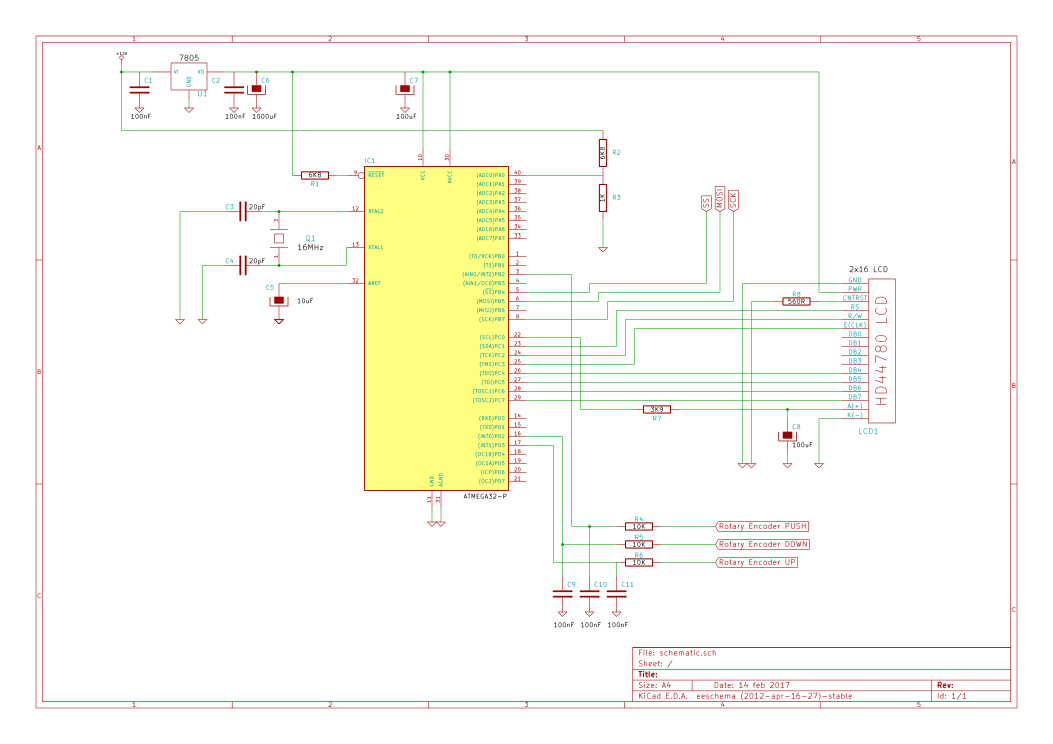 1 2 3 4 5
+12V
7805
VI VO
GND
U1
C1
100nF
C2
100nF
C6
1000uF
C7
100uF
A A
IC1
10 30
VCC AVCC
R2
6K8
R3
1K
6K8
R1
9 RESET
C3 20pF
12 XTAL2
3
Q1
16MHz
1
C4 20pF
13 XTAL1
32 AREF
C5
10uF
(ADC0)PA0 40
(ADC1)PA1 39
(ADC2)PA2 38
(ADC3)PA3 37
(ADC4)PA4 36
(ADC5)PA5 35
(ADC6)PA6 34
(ADC7)PA7 33
(T0/XCK)PB0 1
(T1)PB1 2
(AIN0/INT2)PB2 3
(AIN1/OC0)PB3 4
(SS)PB4 5
(MOSI)PB5 6
(MISO)PB6 7
(SCK)PB7 8
(SCL)PC0 22
(SDA)PC1 23
(TCK)PC2 24
(TMS)PC3 25
(TDO)PC4 26
(TDI)PC5 27
(TOSC1)PC6 28
(TOSC2)PC7 29
(RXD)PD0 14
(TXD)PD1 15
(INT0)PD2 16
(INT1)PD3 17
(OC1B)PD4 18
(OC1A)PD5 19
(ICP)PD6 20
(OC2)PD7 21
GND AGND
11 31
ATMEGA32-P
SS
MOSI
SCK
2x16 LCD
GND
PWR
CNTRST
RS
R/W
E(CLK)
DB0
DB1
DB2
DB3
DB4
DB5
DB6
DB7
A(+)
K(-)
HD44780 LCD
LCD1
R8
560R
3K9
R7
C8
100uF
B B
R4
10K
Rotary Encoder PUSH
R5
10K
Rotary Encoder DOWN
R6
10K
Rotary Encoder UP
C9 C10 C11
100nF 100nF 100nF
C C
File: schematic.sch
Sheet: /
Title:
Size: A4 Date: 14 feb 2017 Rev:
KiCad E.D.A. eeschema (2012-apr-16-27)-stable Id: 1/1
1 2 3 4 5